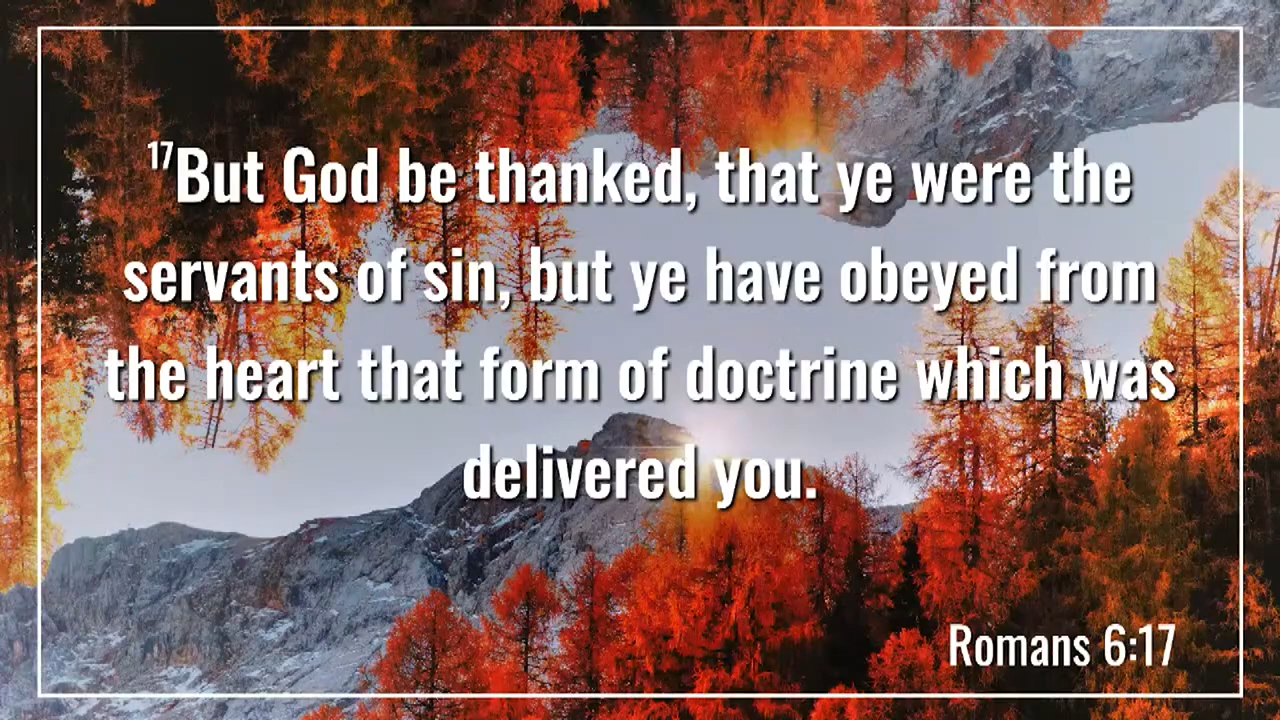 17But God be thanked, that ye were the
servants of sin, but ye have obeyed from
the heart that form of doctrine which was
delivered you.
Romans 6:17